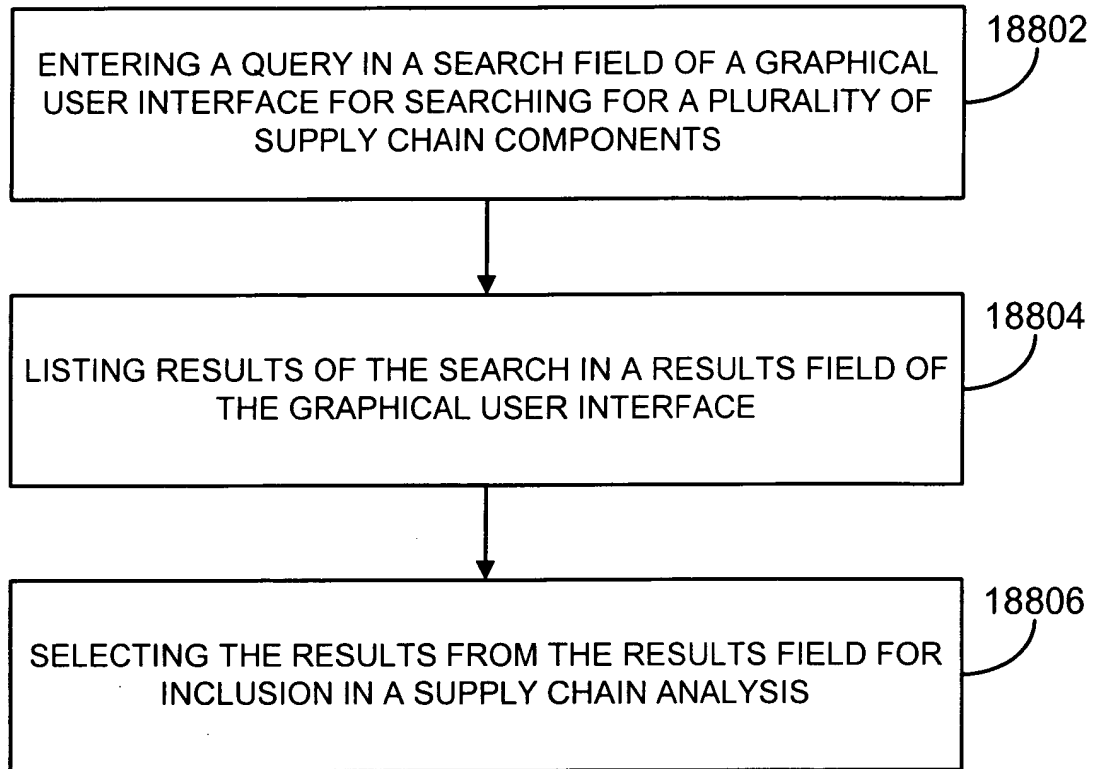 18802
ENTERING A QUERY IN A SEARCH FIELD OF A GRAPHICAL
USER INTERFACE FOR SEARCHING FOR A PLURALITY OF
SUPPLY CHAIN COMPONENTS
18804
LISTING RESULTS OF THE SEARCH IN A RESULTS FIELD OF
THE GRAPHICAL USER INTERFACE
18806
SELECTING THE RESULTS FROM THE RESULTS FIELD FOR
INCLUSION IN A SUPPLY CHAIN ANALYSIS